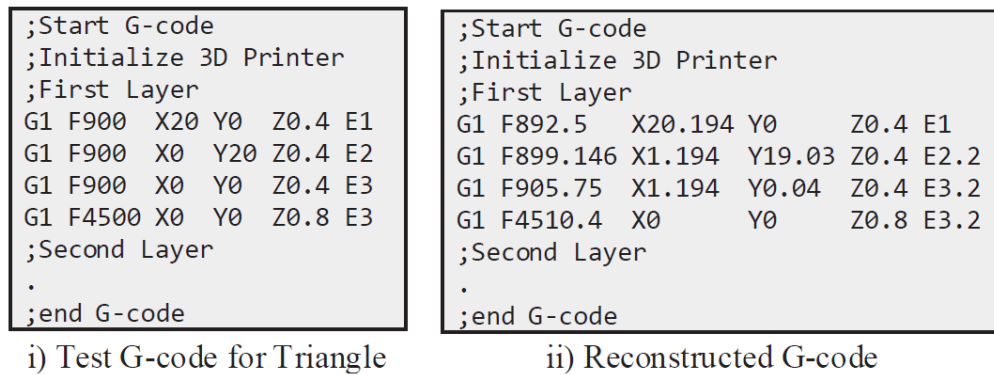 ;Start G-code
;Initialize 3D Printer
;First Layer
G1 F900 X20 Y0 Z0.4 E1
G1 F900 X0 Y20 Z0.4 E2
G1 F900 X0 Y0 Z0.4 E3
G1 F4500 X0 Y0 Z0.8 E3
;Second Layer
.
;end G-code
i) Test G-code for Triangle
;Start G-code
;Initialize 3D Printer
;First Layer
G1 F892.5 X20.194 Y0 Z0.4 E1
G1 F899.146 X1.194 Y19.03 Z0.4 E2.2
G1 F905.75 X1.194 Y0.04 Z0.4 E3.2
G1 F4510.4 X0 Y0 Z0.8 E3.2
;Second Layer
.
;end G-code
ii) Reconstructed G-code